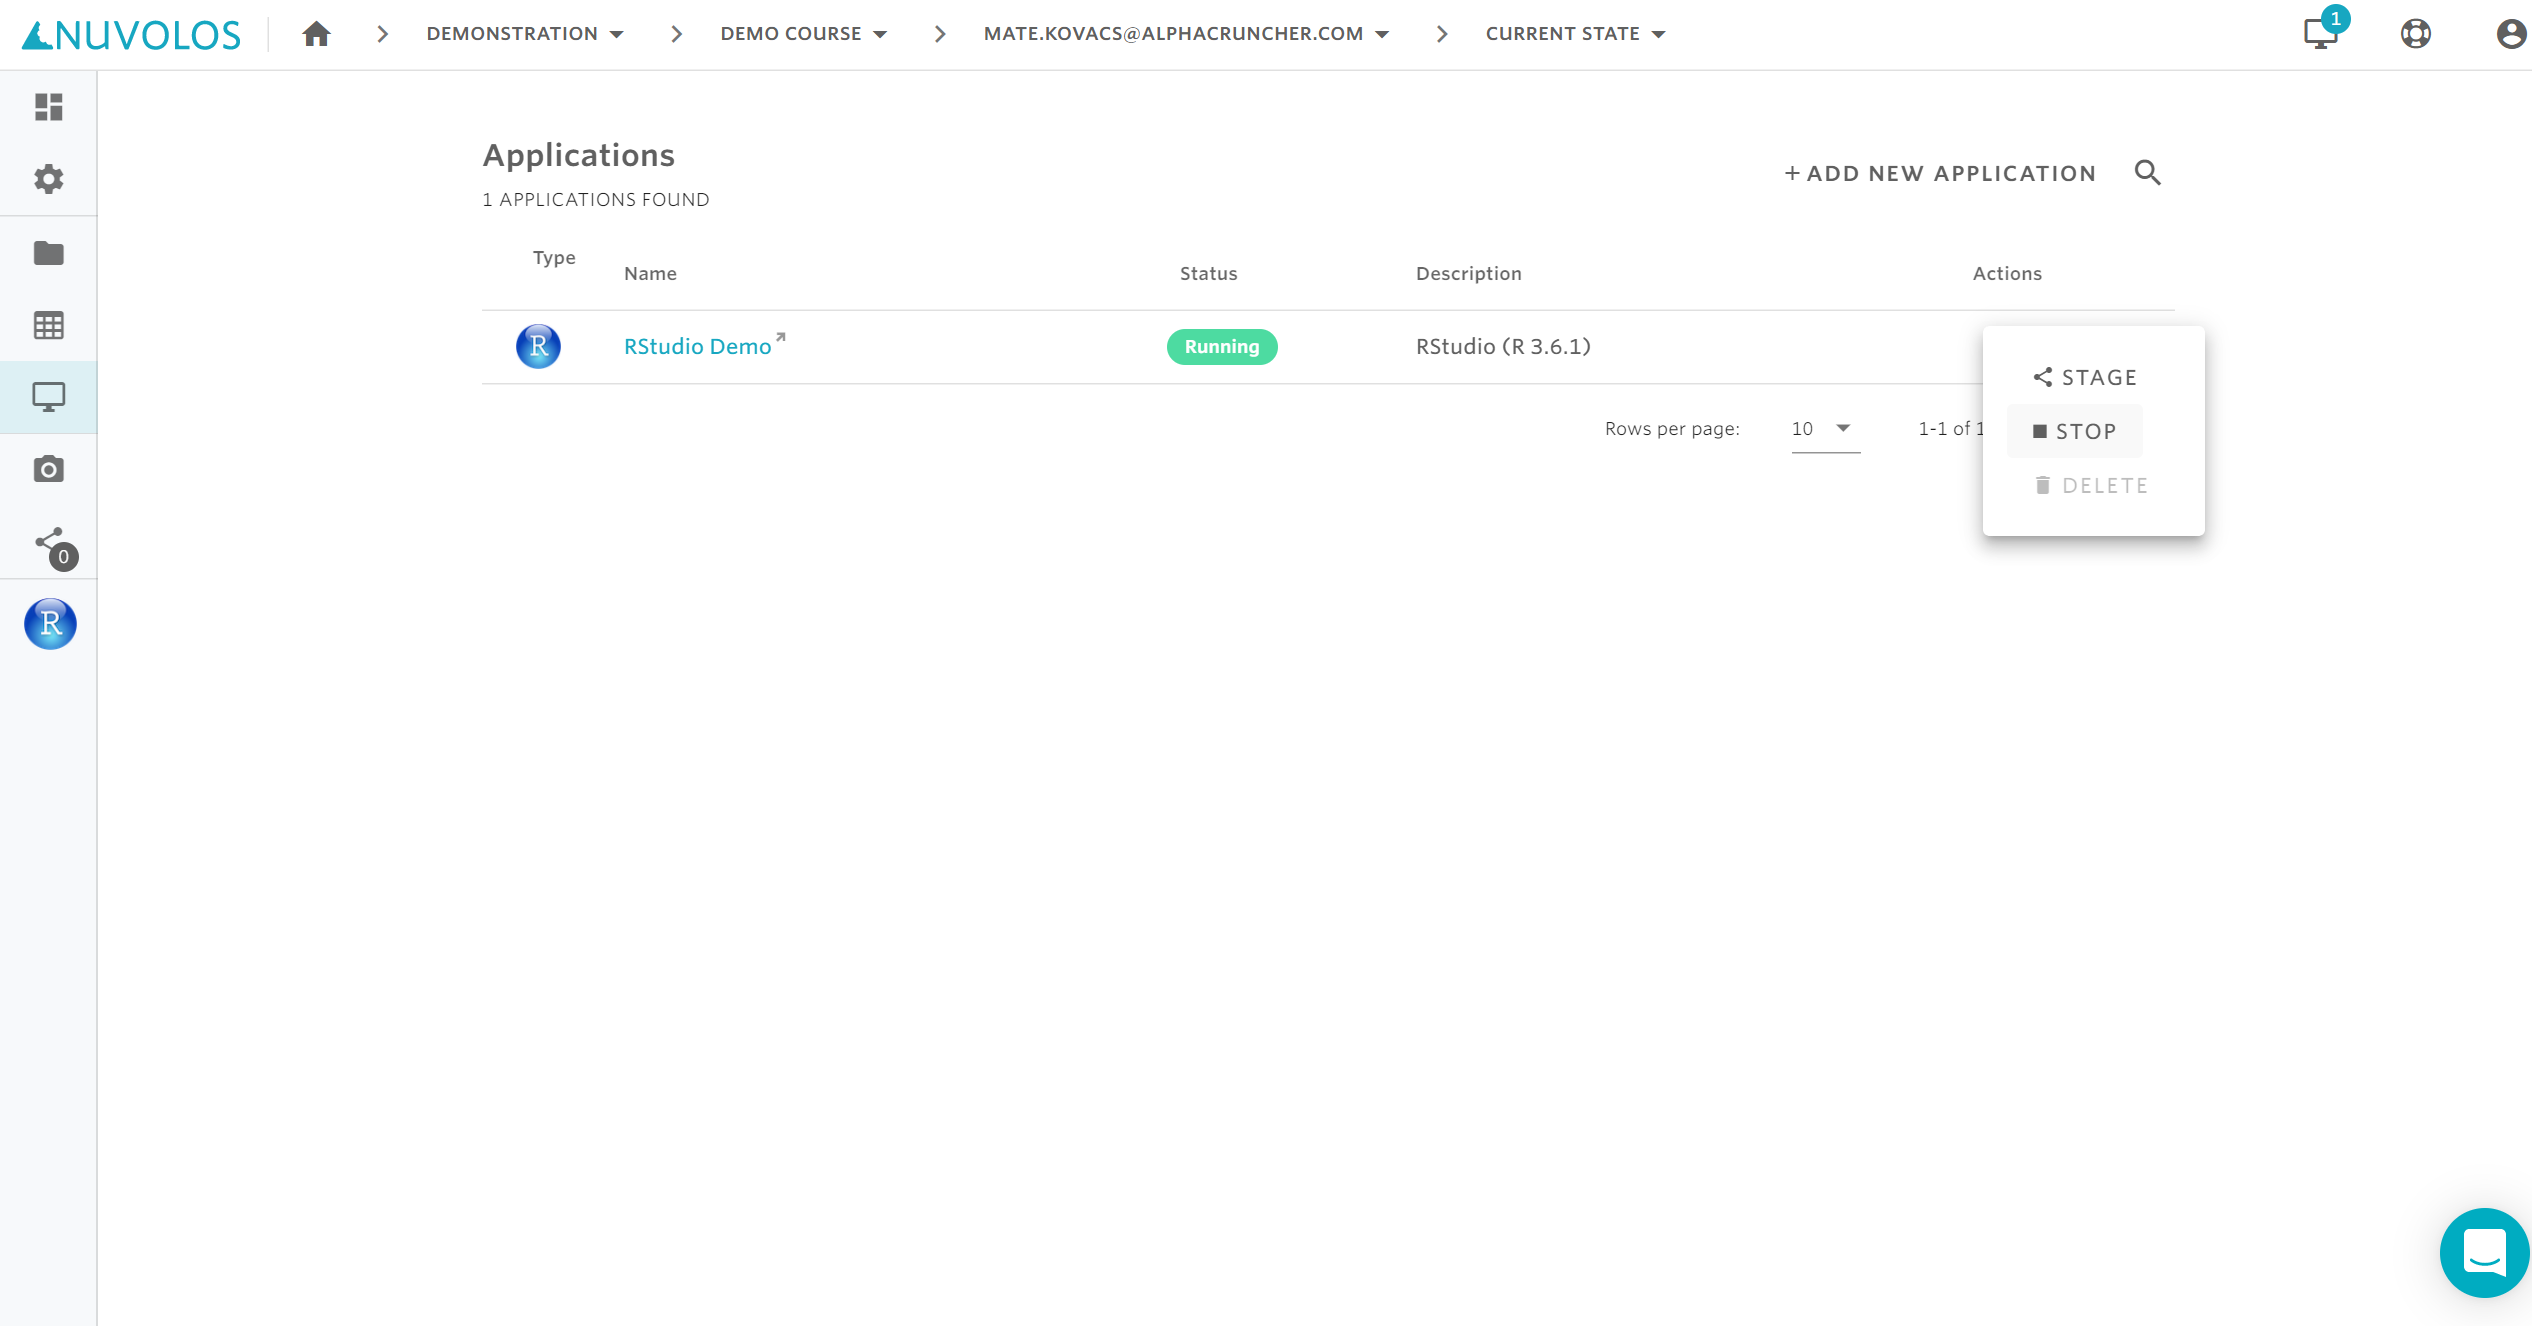 NUVOLOS
DEMONSTRATION
DEMO COURSE
MATE.KOVACS@ALPHACRUNCHER.COM
CURRENT STATE
1
Applications
1 APPLICATIONS FOUND
+ ADD NEW APPLICATION
Type
Name
Status
Description
Actions
R
RStudio Demo
Running
RStudio (R 3.6.1)
STAGE
STOP
DELETE
Rows per page:
10
1-1 of 1
0
R